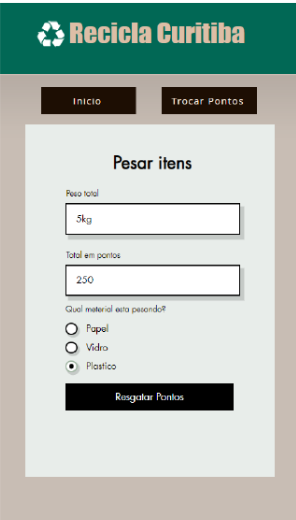 Recicla Curitiba
Inicio
Trocar Pontos
Pesar itens
Peso total
5kg
Total em pontos
250
Qual meterial esta pesando?
Papel
Vidro
Plastico
Resgatar Pontos